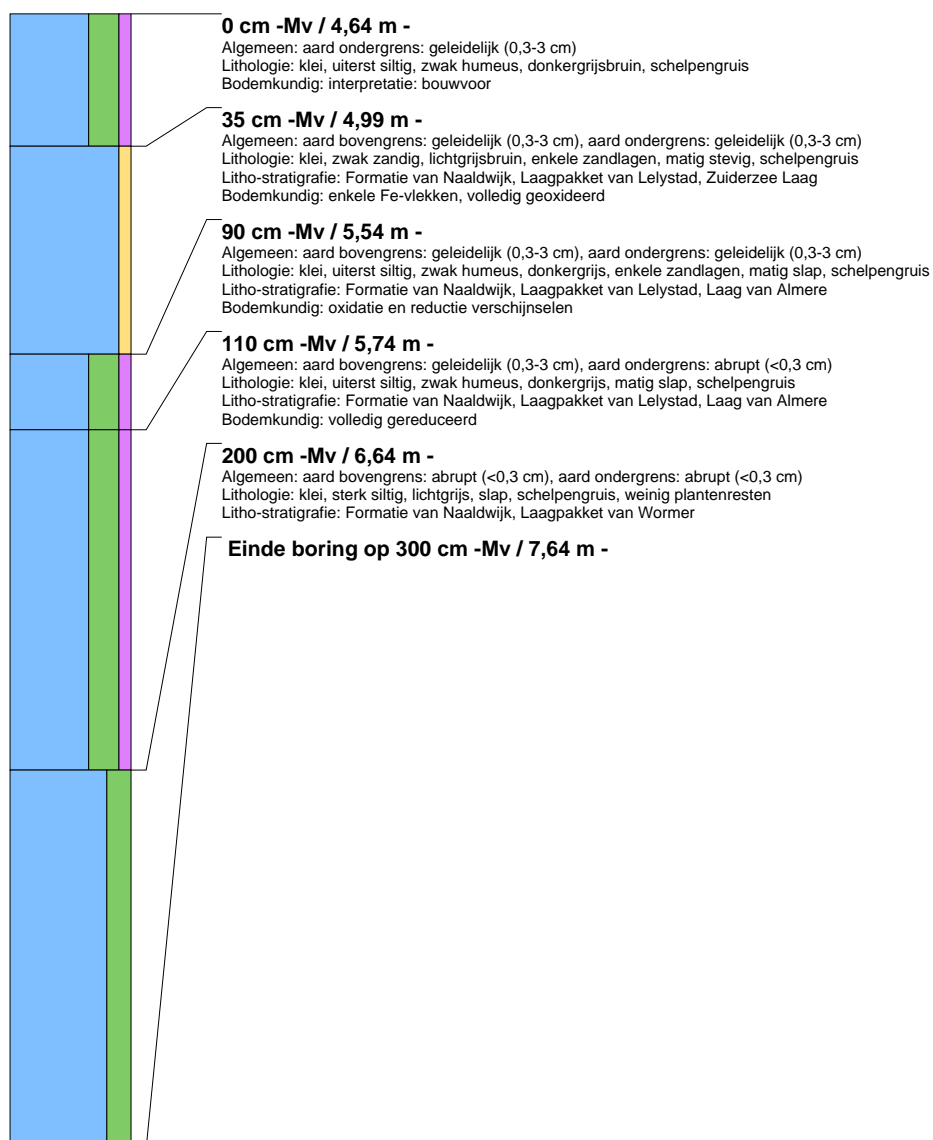 0 cm -Mv / 4,64 m -
Algemeen: aard ondergrens: geleidelijk (0,3-3 cm)
Lithologie: klei, uiterst siltig, zwak humeus, donkergrijsbruin, schelpengruis
Bodemkundig: interpretatie: bouwvoor
35 cm -Mv / 4,99 m -
Algemeen: aard bovengrens: geleidelijk (0,3-3 cm), aard ondergrens: geleidelijk (0,3-3 cm)
Lithologie: klei, zwak zandig, lichtgrijsbruin, enkele zandlagen, matig stevig, schelpengruis
Litho-stratigrafie: Formatie van Naaldwijk, Laagpakket van Lelystad, Zuiderzee Laag
Bodemkundig: enkele Fe-vlekken, volledig geoxideerd
90 cm -Mv / 5,54 m -
Algemeen: aard bovengrens: geleidelijk (0,3-3 cm), aard ondergrens: geleidelijk (0,3-3 cm)
Lithologie: klei, uiterst siltig, zwak humeus, donkergrijs, enkele zandlagen, matig slap, schelpengruis
Litho-stratigrafie: Formatie van Naaldwijk, Laagpakket van Lelystad, Laag van Almere
Bodemkundig: oxidatie en reductie verschijnselen
110 cm -Mv / 5,74 m -
Algemeen: aard bovengrens: geleidelijk (0,3-3 cm), aard ondergrens: abrupt (<0,3 cm)
Lithologie: klei, uiterst siltig, zwak humeus, donkergrijs, matig slap, schelpengruis
Litho-stratigrafie: Formatie van Naaldwijk, Laagpakket van Lelystad, Laag van Almere
Bodemkundig: volledig gereduceerd
200 cm -Mv / 6,64 m -
Algemeen: aard bovengrens: abrupt (<0,3 cm), aard ondergrens: abrupt (<0,3 cm)
Lithologie: klei, sterk siltig, lichtgrijs, slap, schelpengruis, weinig plantenresten
Litho-stratigrafie: Formatie van Naaldwijk, Laagpakket van Wormer
Einde boring op 300 cm -Mv / 7,64 m -